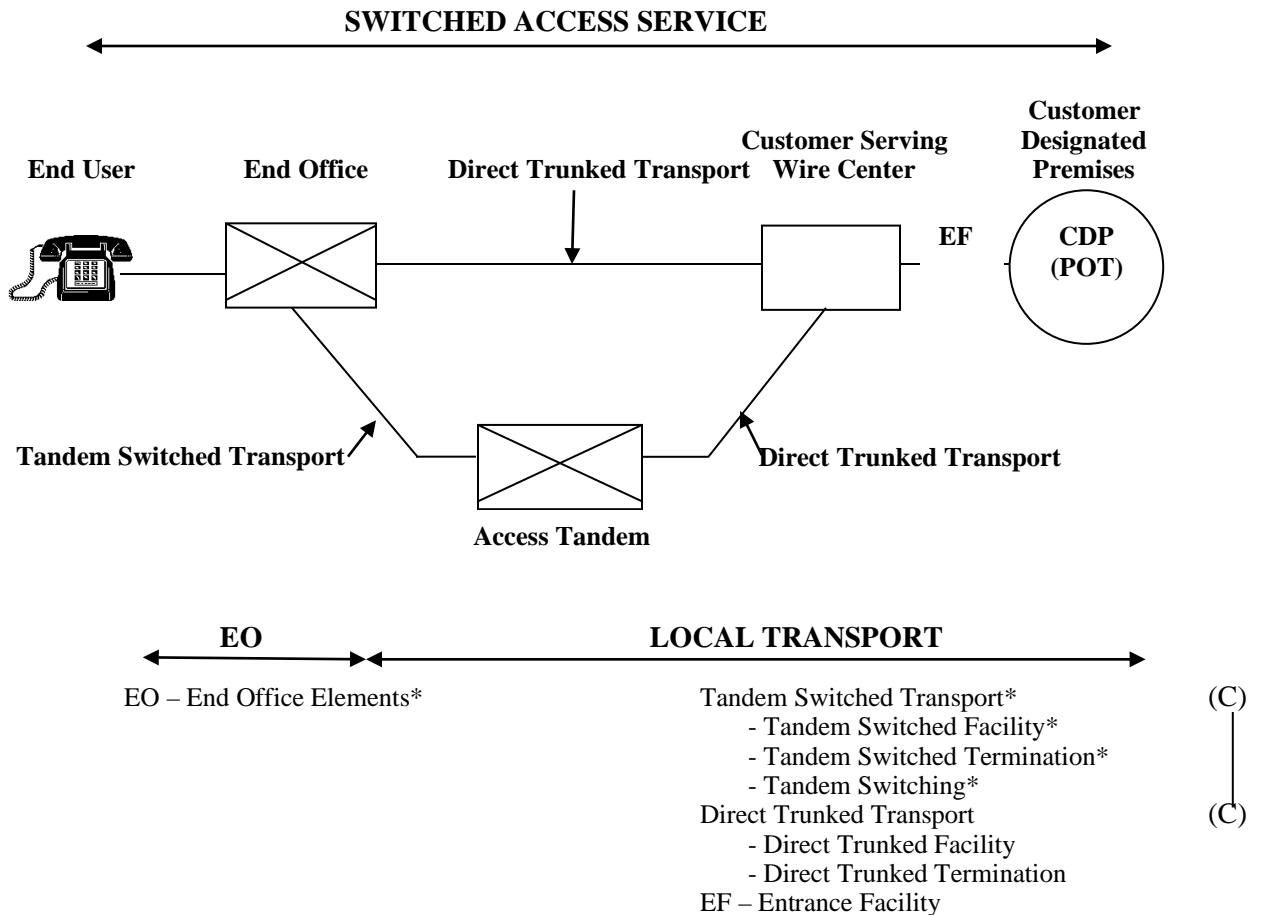 SWITCHED ACCESS SERVICE
Customer
Designated
Premises
Customer Serving
Wire Center
End User
End Office
Direct Trunked Transport
EF
CDP
(POT)
Tandem Switched Transport
Direct Trunked Transport
Access Tandem
EO
LOCAL TRANSPORT
EO – End Office Elements*
Tandem Switched Transport* (C)
- Tandem Switched Facility*
- Tandem Switched Termination*
- Tandem Switching*
Direct Trunked Transport (C)
- Direct Trunked Facility
- Direct Trunked Termination
EF – Entrance Facility